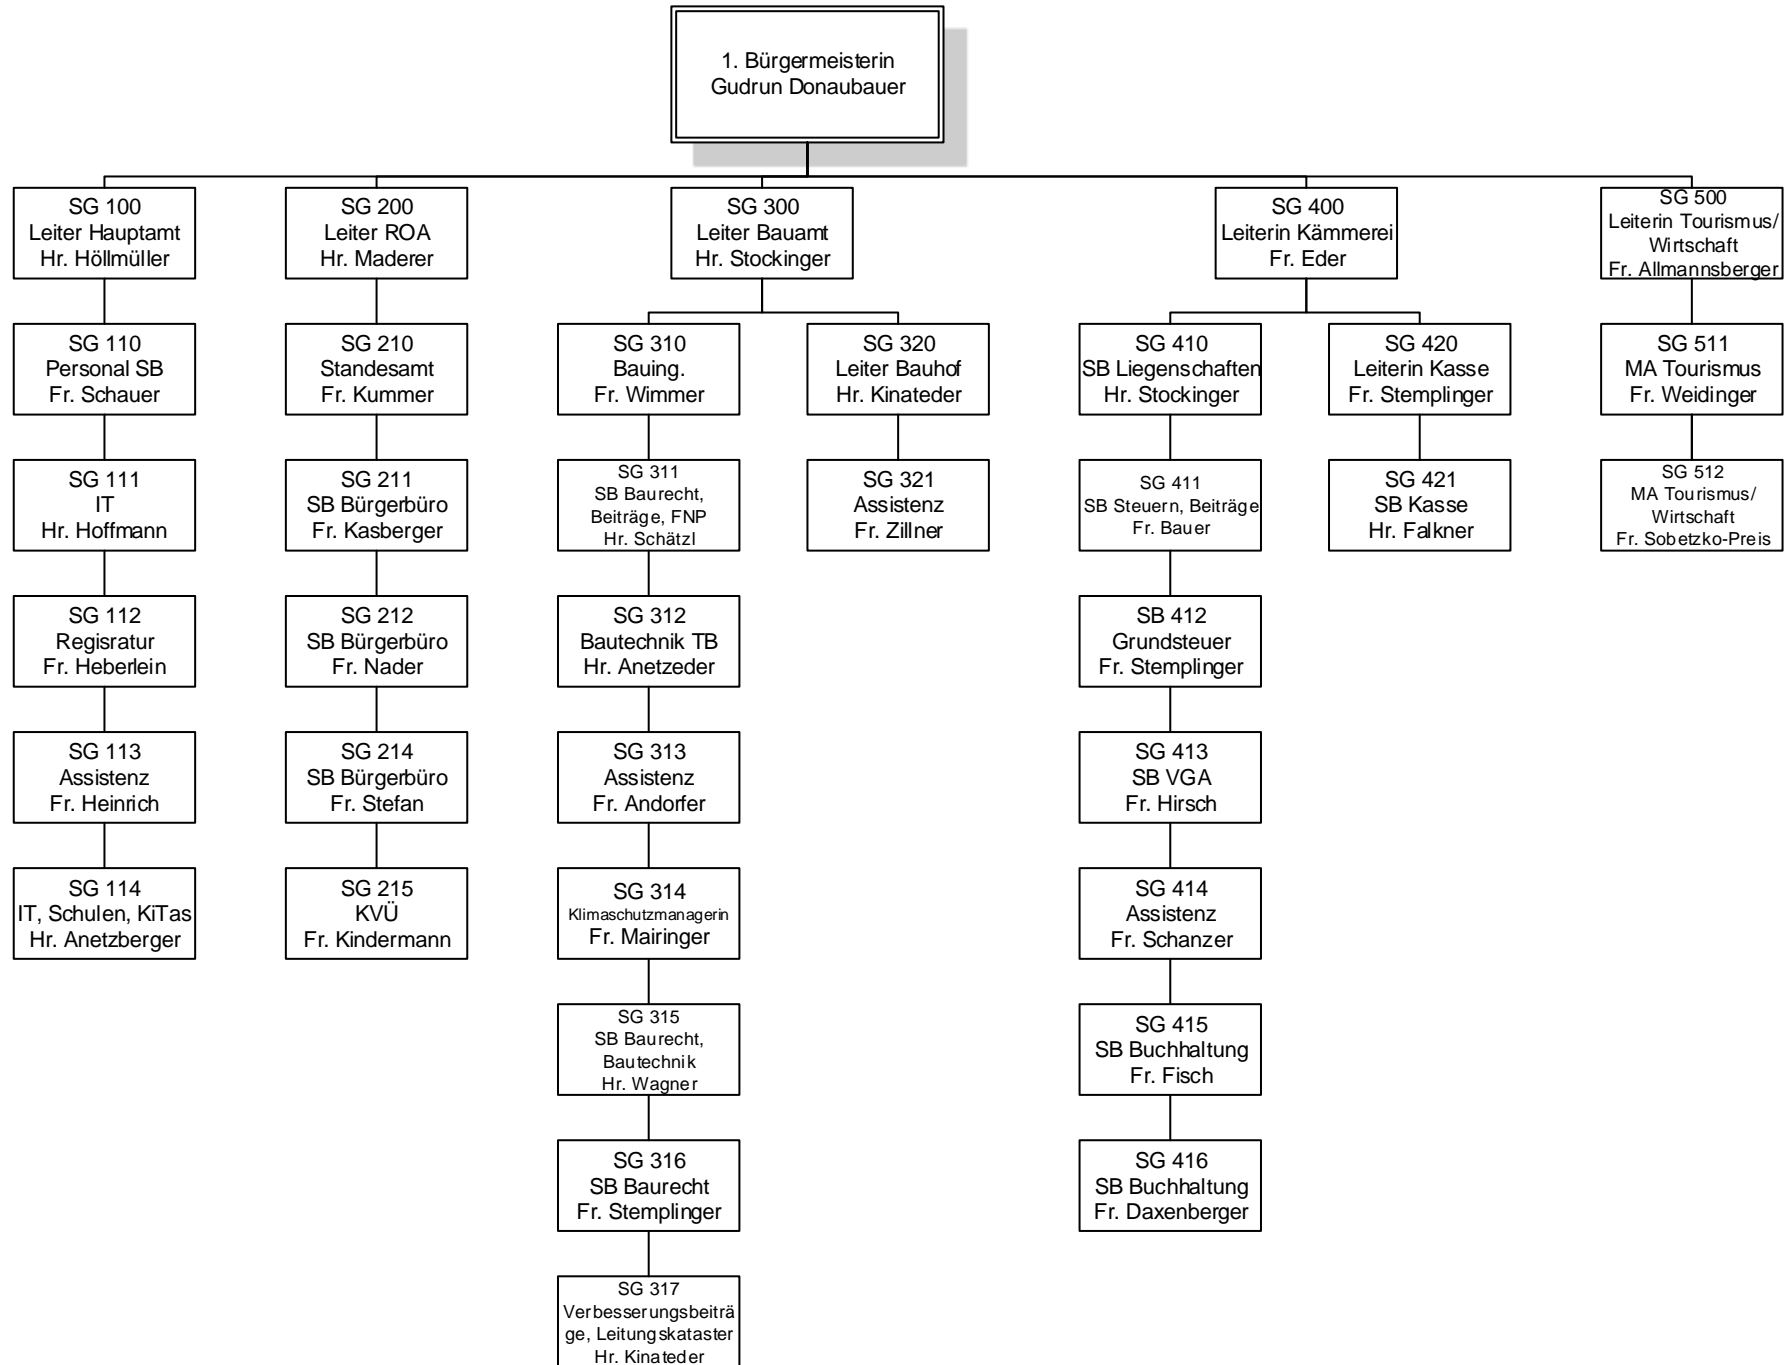 1. Bürgermeisterin
Gudrun Donaubauer
SG 100
Leiter Hauptamt
Hr. Höllmüller
SG 200
Leiter ROA
Hr. Maderer
SG 300
Leiter Bauamt
Hr. Stockinger
SG 400
Leiterin Kämmerei
Fr. Eder
SG 500
Leiterin Tourismus/
Wirtschaft
Fr. Allmannsberger
SG 110
Personal SB
Fr. Schauer
SG 210
Standesamt
Fr. Kummer
SG 310
Bauing.
Fr. Wimmer
SG 320
Leiter Bauhof
Hr. Kinateder
SG 410
SB Liegenschaften
Hr. Stockinger
SG 420
Leiterin Kasse
Fr. Stemplinger
SG 511
MA Tourismus
Fr. Weidinger
SG 111
IT
Hr. Hoffmann
SG 211
SB Bürgerbüro
Fr. Kasberger
SG 311
SB Baurecht,
Beiträge, FNP
Hr. Schätzl
SG 321
Assistenz
Fr. Zillner
SG 411
SB Steuern, Beiträge
Fr. Bauer
SG 421
SB Kasse
Hr. Falkner
SG 512
MA Tourismus/
Wirtschaft
Fr. Sobetzko-Preis
SG 112
Regisratur
Fr. Heberlein
SG 212
SB Bürgerbüro
Fr. Nader
SG 312
Bautechnik TB
Hr. Anetzeder
SB 412
Grundsteuer
Fr. Stemplinger
SG 113
Assistenz
Fr. Heinrich
SG 214
SB Bürgerbüro
Fr. Stefan
SG 313
Assistenz
Fr. Andorfer
SG 413
SB VGA
Fr. Hirsch
SG 114
IT, Schulen, KiTas
Hr. Anetzberger
SG 215
KVÜ
Fr. Kindermann
SG 314
Klimaschutzmanagerin
Fr. Mairinger
SG 414
Assistenz
Fr. Schanzer
SG 315
SB Baurecht,
Bautechnik
Hr. Wagner
SG 415
SB Buchhaltung
Fr. Fisch
SG 316
SB Baurecht
Fr. Stemplinger
SG 416
SB Buchhaltung
Fr. Daxenberger
SG 317
Verbesserungsbeiträ
ge, Leitungskataster
Hr. Kinateder